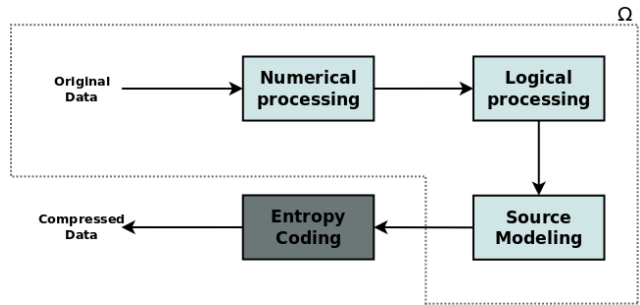 Ω
Original
Data
Numerical
processing
Logical
processing
Compressed
Data
Entropy
Coding
Source
Modeling